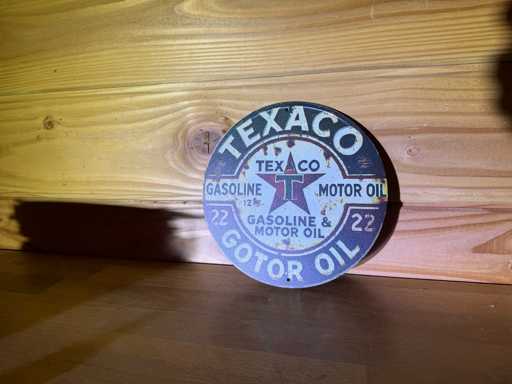 TEXACO
TEXACO
T
GASOLINE MOTOR OIL
GASOLINE &
MOTOR OIL
22 22
GOTOR OIL